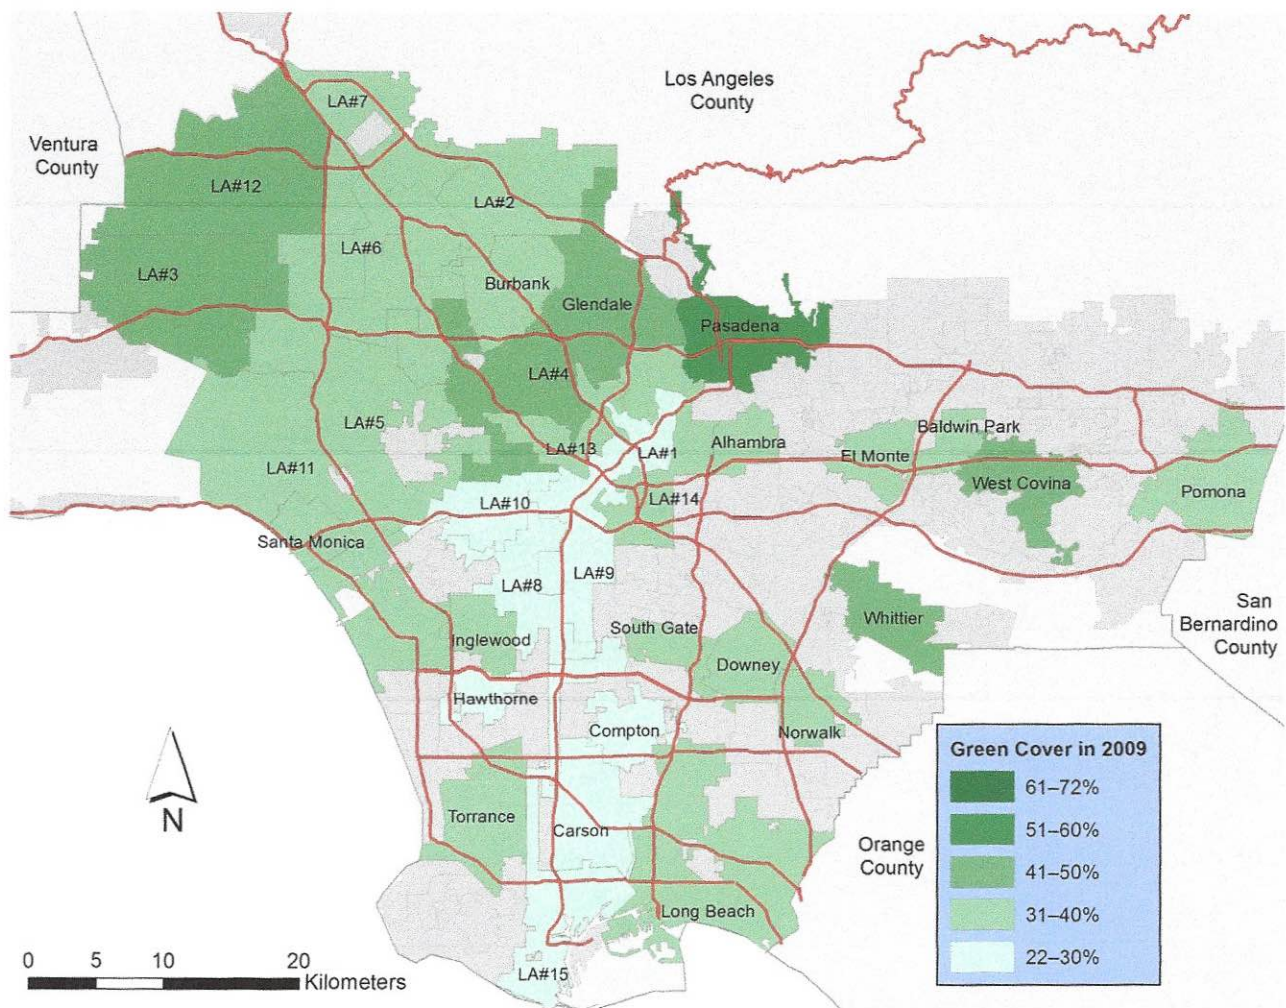 Los Angeles
County
Ventura
County
LA#7
LA#12
LA#2
LA#6
LA#3
Burbank
Glendale
Pasadena
LA#4
LA#5
LA#13
LA#1
Alhambra
Baldwin Park
El Monte
LA#11
West Covina
Pomona
LA#10
LA#14
Santa Monica
LA#9
LA#8
San
Bernardino
County
Whittier
South Gate
Inglewood
Downey
Hawthorne
Compton
Norwalk
Torrance
Carson
Orange
County
Long Beach
LA#15
N
0 5 10 20
Kilometers
Green Cover in 2009
61–72%
51–60%
41–50%
31–40%
22–30%